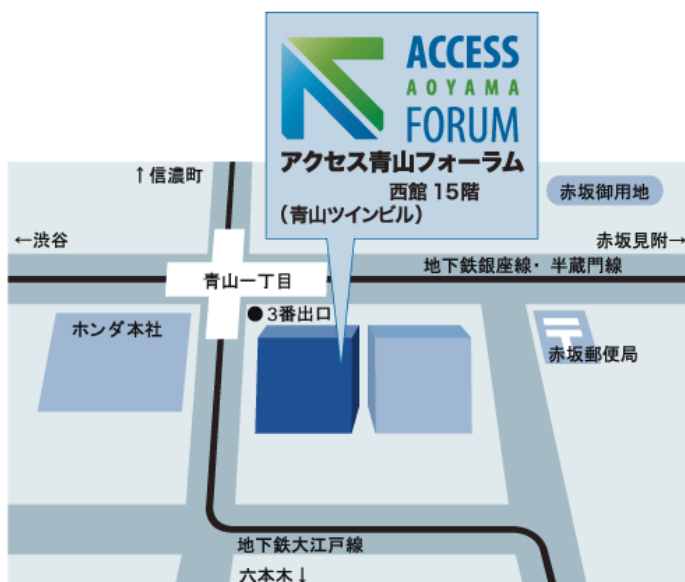 ACCESS
AOYAMA
FORUM
アクセス青山フォーラム
西館 15階
(青山ツインビル)
↑信濃町
赤坂御用地
←渋谷
赤坂見附→
地下鉄銀座線・半蔵門線
青山一丁目
●3番出口
ホンダ本社
〒
赤坂郵便局
地下鉄大江戸線
六本木↓